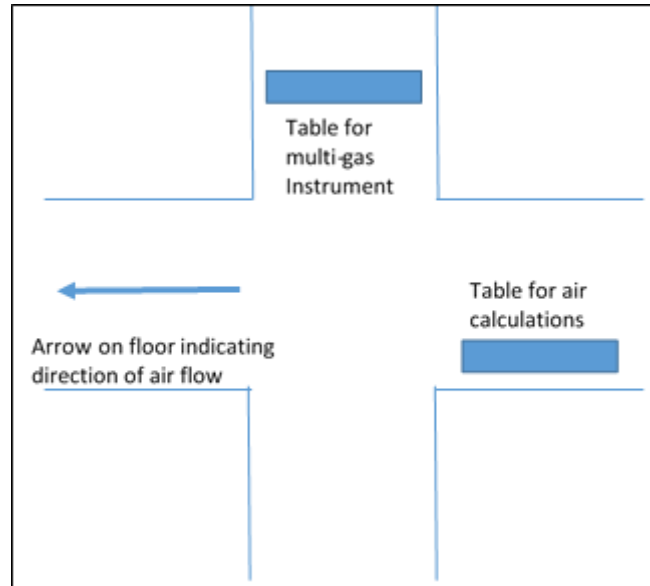 Table for
multi-gas
Instrument
Table for air
calculations
Arrow on floor indicating
direction of air flow